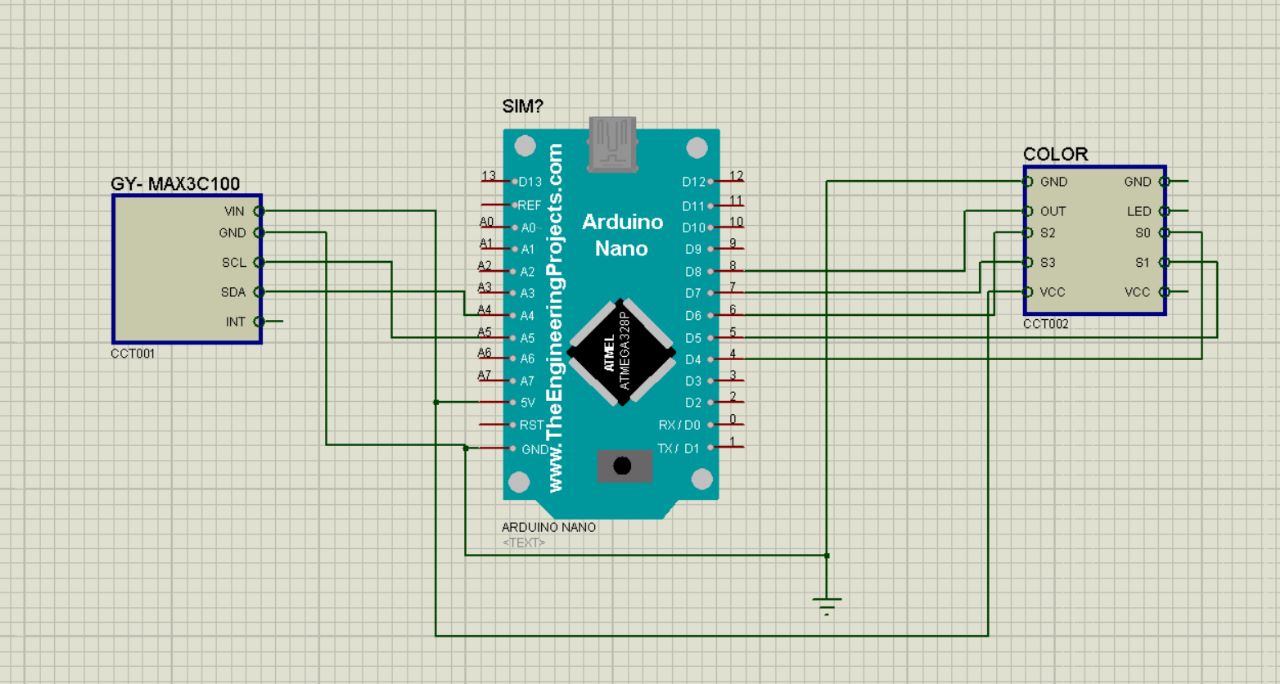 SIM?
GY- MAX3C100
VIN
GND
SCL
SDA
INT
CCT001
13
A0
A1
A2
A3
A4
A5
A6
A7
D13
REF
A0
A1
A2
A3
A4
A5
A6
A7
5V
RST
GND
www.TheEngineeringProjects.com
Arduino
Nano
ATMEL
ATMEGA328P
D12
D11
D10
D9
D8
D7
D6
D5
D4
D3
D2
RX / D0
TX / D1
12
11
10
9
8
7
6
5
4
3
2
0
1
ARDUINO NANO
<TEXT>
COLOR
GND
OUT
S2
S3
VCC
GND
LED
S0
S1
VCC
CCT002